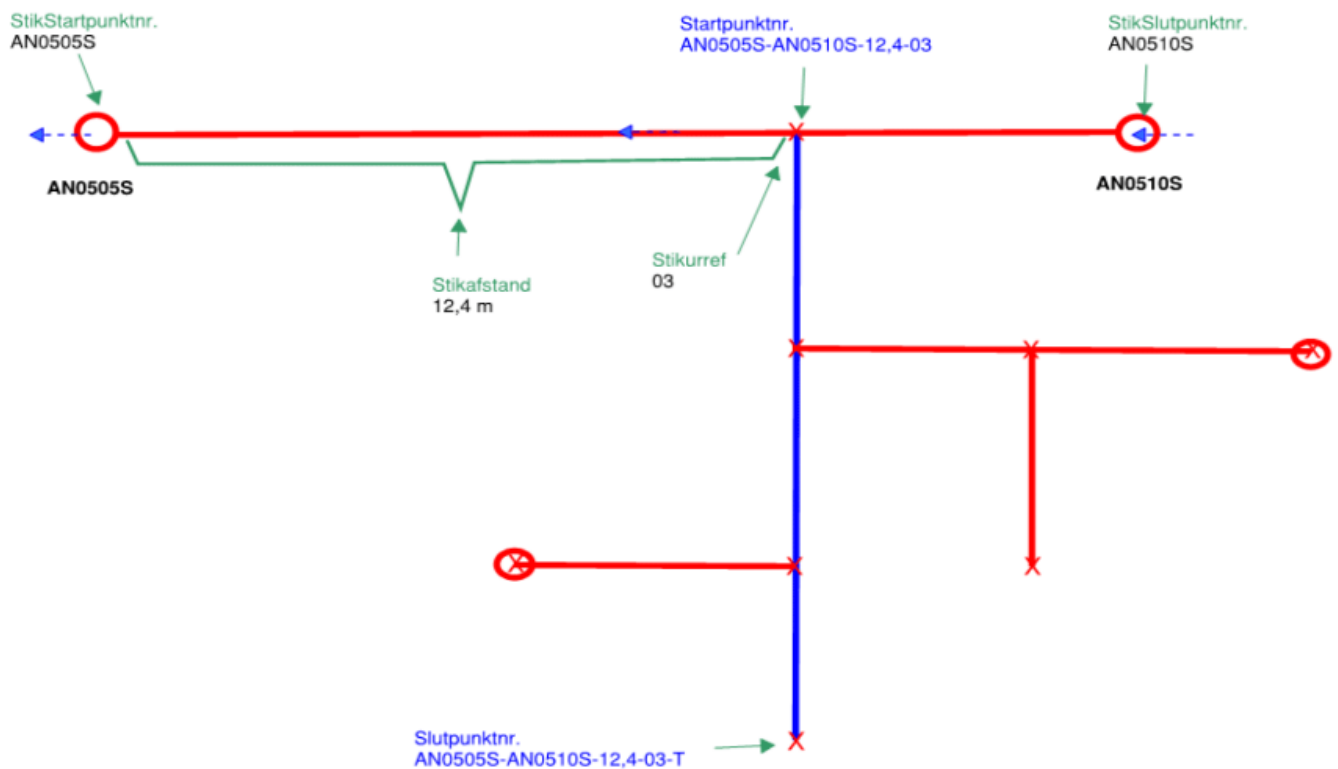 StikStartpunktnr.
AN0505S
Startpunktnr.
AN0505S-AN0510S-12,4-03
StikSlutpunktnr.
AN0510S
AN0505S
AN0510S
Stikafstand
12,4 m
Stikurref
03
Slutpunktnr.
AN0505S-AN0510S-12,4-03-T